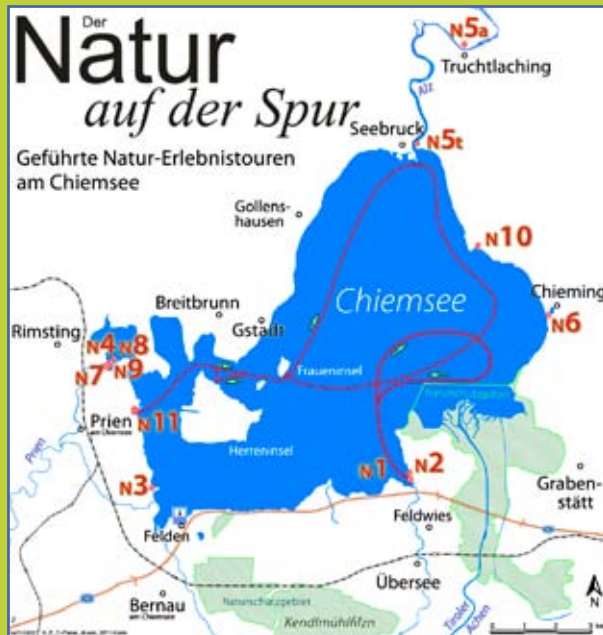 Der
Natur
auf der Spur
Geführte Natur-Erlebnistouren
am Chiemsee
N5a
Truchtlaching
Alz
Seebruck
N5t
Gollens-
hausen
N10
Chiemsee
Chieming
N6
Breitbrunn
Gstadt
Rimsting
N4 N8
N7 N9
Fraueninsel
Naturschutzgebiet
Prien
am Chiemsee
N11
Herreninsel
Prien
N1 N2
N3
Graben-
stätt
Felden
Feldwies
Übersee
Bernau
am Chiemsee
Naturschutzgebiet
Kendlmühlfilzn
Tiroler
Achen
N